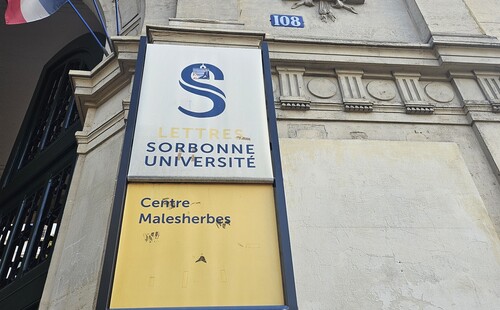 108
S
LETTRES
SORBONNE
UNIVERSITÉ
Centre
Malesherbes